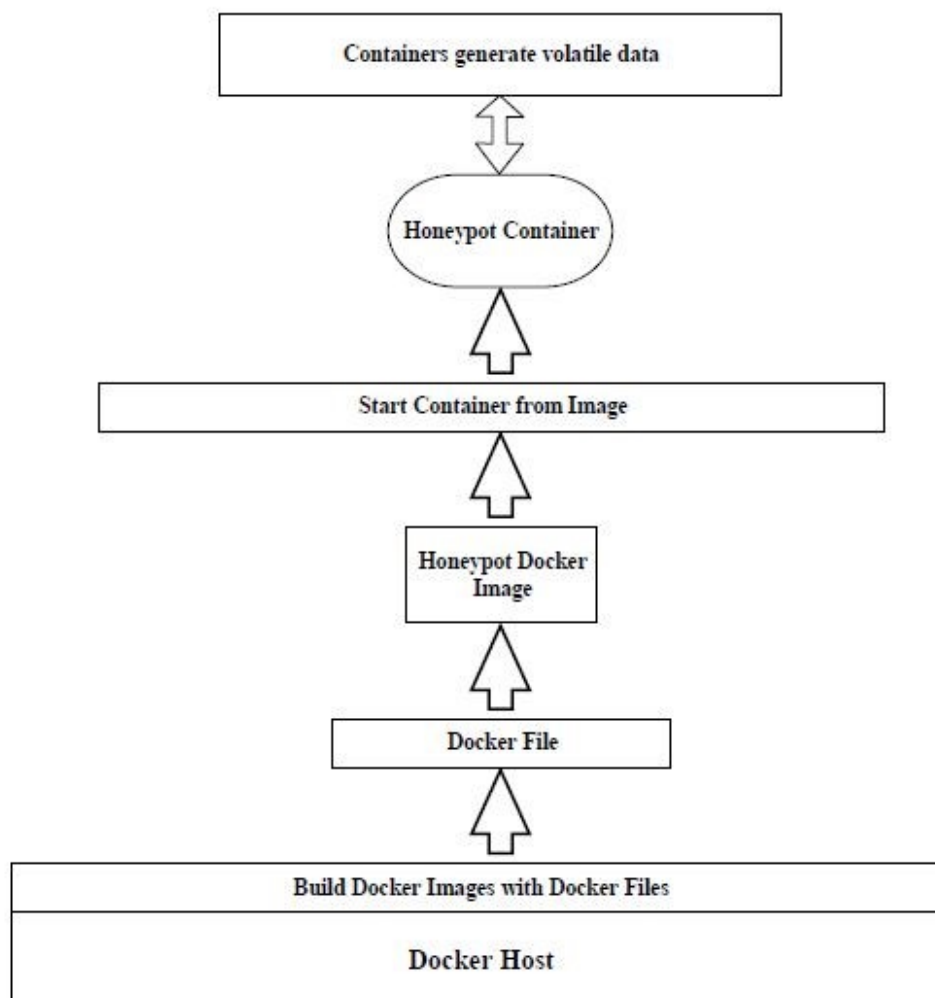 Containers generate volatile data
Honeypot Container
Start Container from Image
Honeypot Docker
Image
Docker File
Build Docker Images with Docker Files
Docker Host